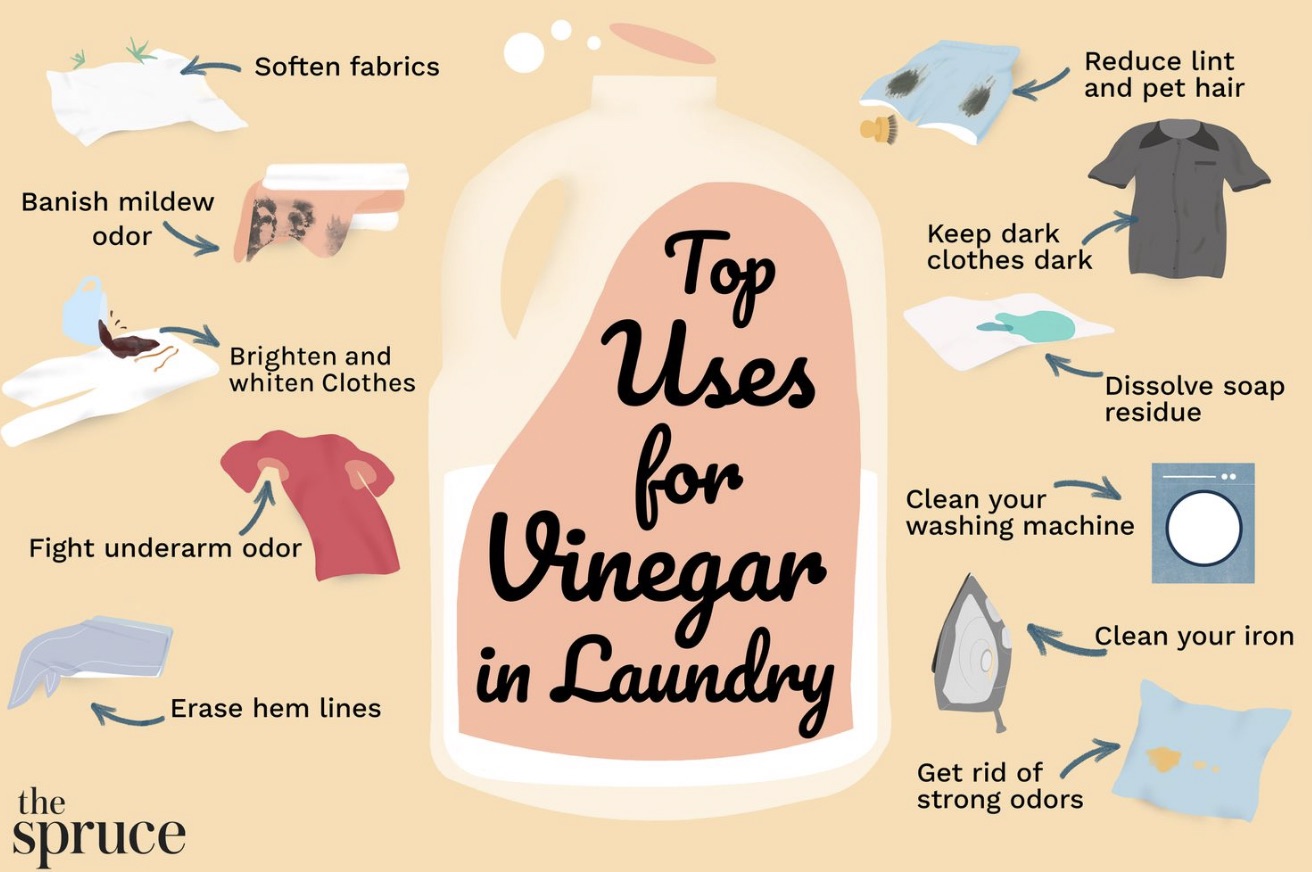 Soften fabrics
Banish mildew
odor
Brighten and
whiten Clothes
Fight underarm odor
Erase hem lines
the
spruce
Top
Uses
for
Vinegar
in Laundry
Reduce lint
and pet hair
Keep dark
clothes dark
Dissolve soap
residue
Clean your
washing machine
Clean your iron
Get rid of
strong odors